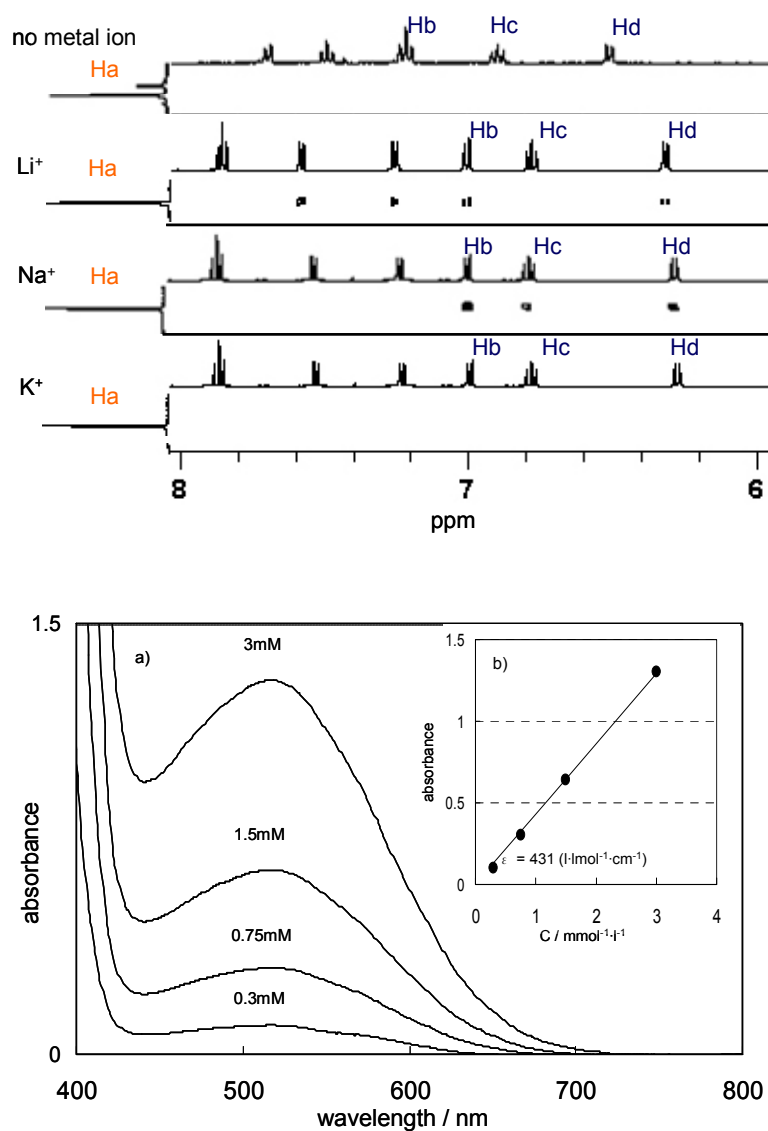 no metal ion Hb Hc Hd
Ha
Hb Hc Hd
Li⁺ Ha
Hb Hc Hd
Na⁺ Ha
Hb Hc Hd
K⁺ Ha
8 7 6
ppm
1.5
a)
3mM
1.5mM
0.75mM
0.3mM
absorbance
0
400 500 600 700 800
wavelength / nm
1.5
b)
1
0.5
0
absorbance
ε = 431 (l·lmol⁻¹·cm⁻¹)
0 1 2 3 4
C / mmol⁻¹·l⁻¹